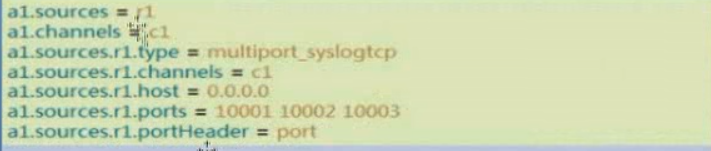 a1.sources = r1
a1.channels = c1
a1.sources.r1.type = multiport_syslogtcp
a1.sources.r1.channels = c1
a1.sources.r1.host = 0.0.0.0
a1.sources.r1.ports = 10001 10002 10003
a1.sources.r1.portHeader = port